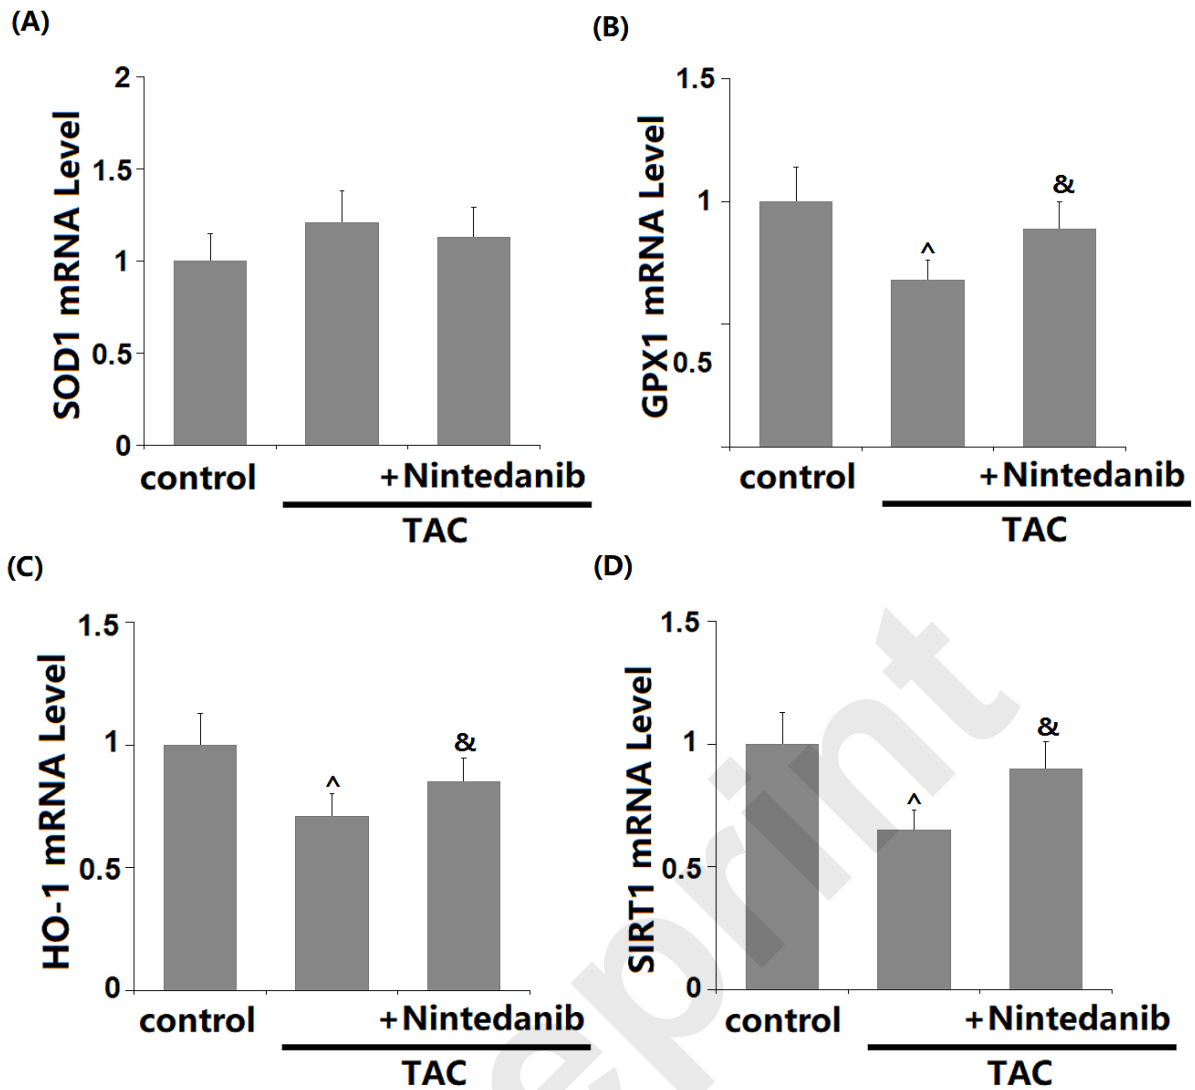 (A)
2
1.5
1
0.5
0
SOD1 mRNA Level
control
+Nintedanib
TAC
(B)
1.5
1
0.5
GPX1 mRNA Level
^
&
control
+Nintedanib
TAC
(C)
1.5
1
0.5
0
HO-1 mRNA Level
^
&
control
+Nintedanib
TAC
(D)
1.5
1
0.5
0
SIRT1 mRNA Level
^
&
control
+Nintedanib
TAC
eprint